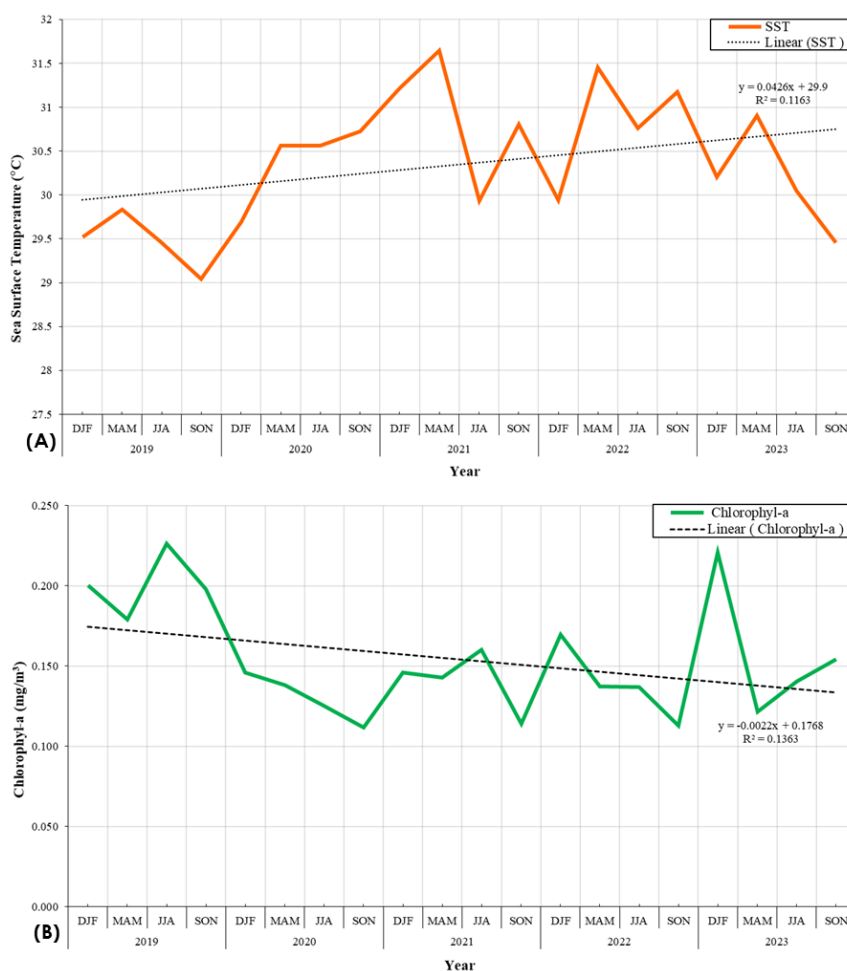 32
31.5
31
30.5
30
29.5
29
28.5
28
27.5
Sea Surface Temperature (°C)
SST
Linear (SST)
y = 0.0426x + 29.9
R² = 0.1163
DJF MAM JJA SON DJF MAM JJA SON DJF MAM JJA SON DJF MAM JJA SON DJF MAM JJA SON
2019 2020 2021 2022 2023
(A)
Year
0.250
0.200
0.150
0.100
0.050
0.000
Chlorophyl-a (mg/m³)
Chlorophyl-a
Linear ( Chlorophyl-a )
y = -0.0022x + 0.1768
R² = 0.1363
DJF MAM JJA SON DJF MAM JJA SON DJF MAM JJA SON DJF MAM JJA SON DJF MAM JJA SON
2019 2020 2021 2022 2023
(B)
Year